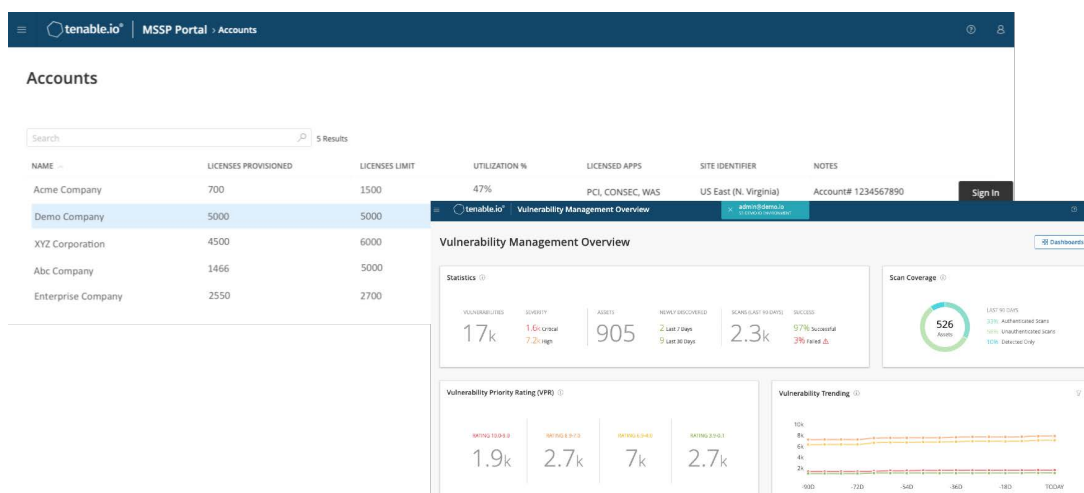 tenable.io® MSSP Portal > Accounts
Accounts
Search 5 Results
NAME LICENSES PROVISIONED LICENSES LIMIT UTILIZATION % LICENSED APPS SITE IDENTIFIER NOTES
Acme Company 700 1500 47% PCI, CONSEC, WAS US East (N. Virginia) Account# 1234567890 Sign In
Demo Company 5000 5000
XYZ Corporation 4500 6000
Abc Company 1466 5000
Enterprise Company 2550 2700
tenable.io® Vulnerability Management Overview × admin@demo.io
Vulnerability Management Overview Dashboards
Statistics
VULNERABILITIES SEVERITY ASSETS NEWLY DISCOVERED SCANS (LAST 90 DAYS) SUCCESS
17k 1.6k Critical 905 2 Last 7 Days 2.3k 97% Successful
7.2k High 9 Last 30 Days 3% Failed
Scan Coverage
526
Assets
LAST 90 DAYS
Authenticated Scans
Unauthenticated Scans
Detected Only
Vulnerability Priority Rating (VPR)
1.9k 2.7k 7k 2.7k
Vulnerability Trending
10k
8k
6k
4k
2k
-90D -72D -54D -36D -18D TODAY